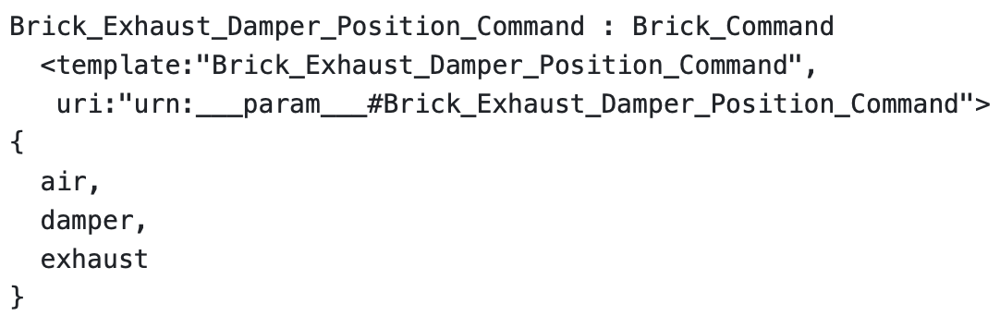 Brick_Exhaust_Damper_Position_Command : Brick_Command
  <template:"Brick_Exhaust_Damper_Position_Command",
   uri:"urn:___param___#Brick_Exhaust_Damper_Position_Command">
{
  air,
  damper,
  exhaust
}